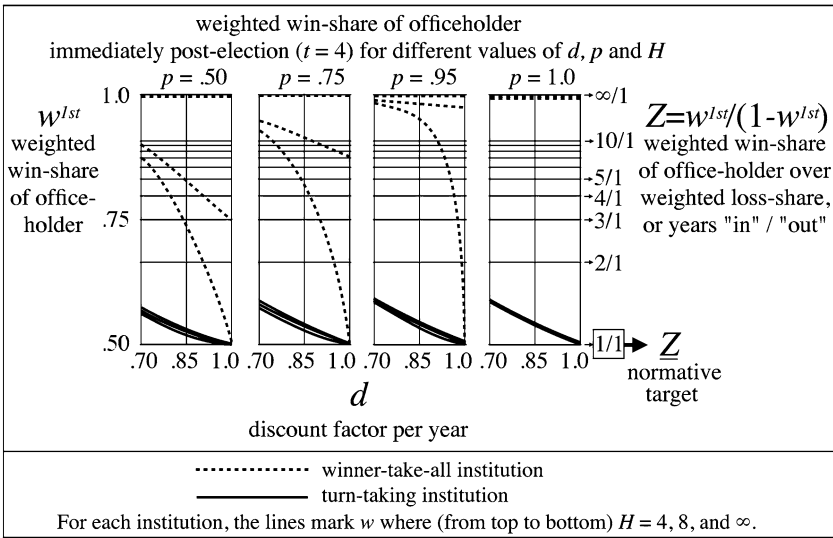 weighted win-share of officeholder
immediately post-election (t = 4) for different values of d, p and H
p = .50 p = .75 p = .95 p = 1.0
w^1st
weighted
win-share
of office-
holder
1.0
.75
.50
∞/1
10/1
5/1
4/1
3/1
2/1
1/1
Z=w^1st/(1-w^1st)
weighted win-share
of office-holder over
weighted loss-share,
or years "in" / "out"
Z
normative
target
.70 .85 1.0 .70 .85 1.0 .70 .85 1.0 .70 .85 1.0
d
discount factor per year
winner-take-all institution
turn-taking institution
For each institution, the lines mark w where (from top to bottom) H = 4, 8, and ∞.